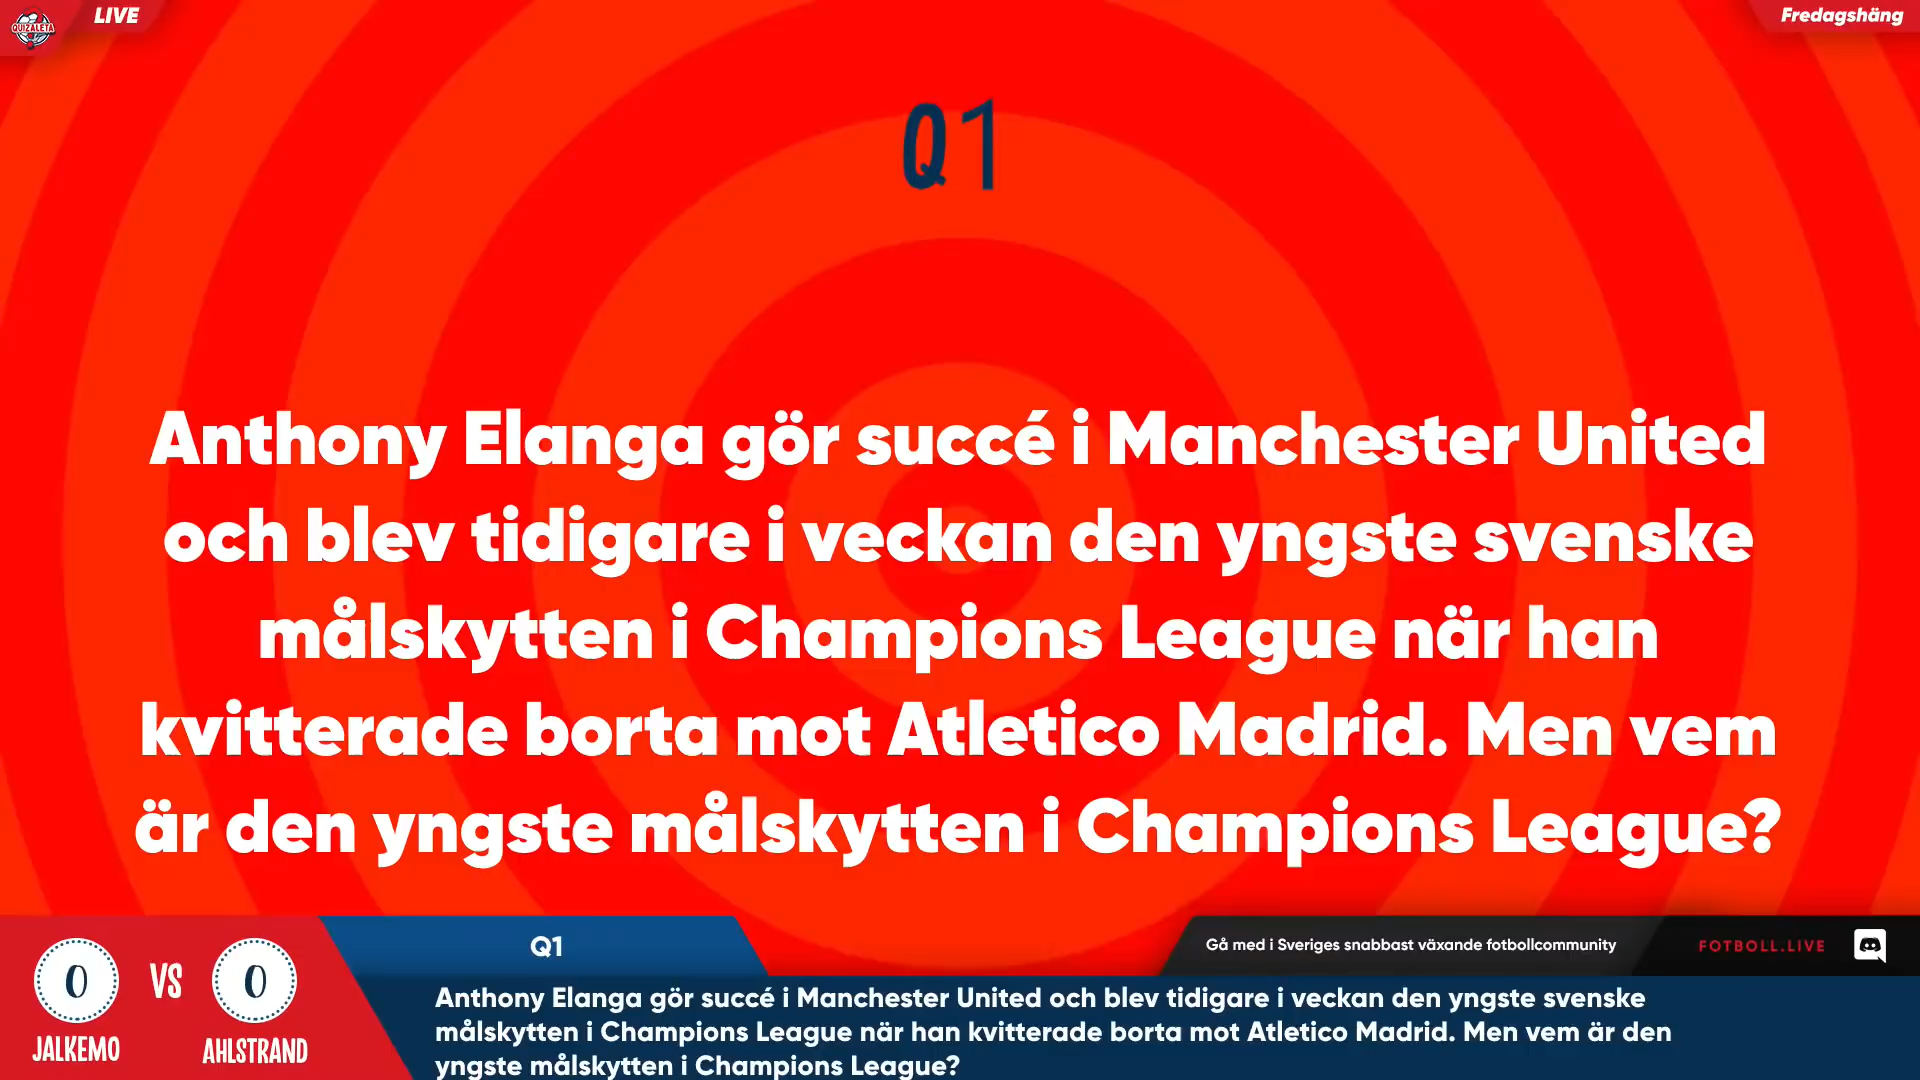 QUIZALETA
LIVE
Fredagshäng
Q1
Anthony Elanga gör succé i Manchester United
och blev tidigare i veckan den yngste svenske
målskytten i Champions League när han
kvitterade borta mot Atletico Madrid. Men vem
är den yngste målskytten i Champions League?
0
VS
0
JALKEMO
AHLSTRAND
Q1
Gå med i Sveriges snabbast växande fotbollcommunity
FOTBOLL.LIVE
Anthony Elanga gör succé i Manchester United och blev tidigare i veckan den yngste svenske
målskytten i Champions League när han kvitterade borta mot Atletico Madrid. Men vem är den
yngste målskytten i Champions League?